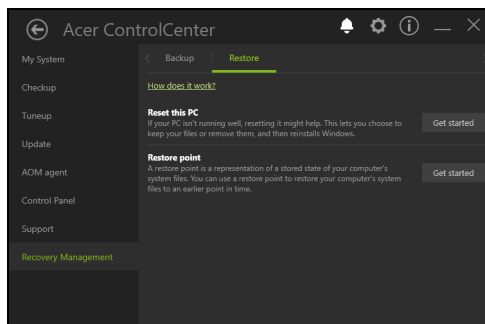 Acer ControlCenter
My System
Checkup
Tuneup
Update
AOM agent
Control Panel
Support
Recovery Management
Backup
Restore
How does it work?
Reset this PC
If your PC isn't running well, resetting it might help. This lets you choose to
keep your files or remove them, and then reinstalls Windows.
Get started
Restore point
A restore point is a representation of a stored state of your computer's
system files. You can use a restore point to restore your computer's system
files to an earlier point in time.
Get started